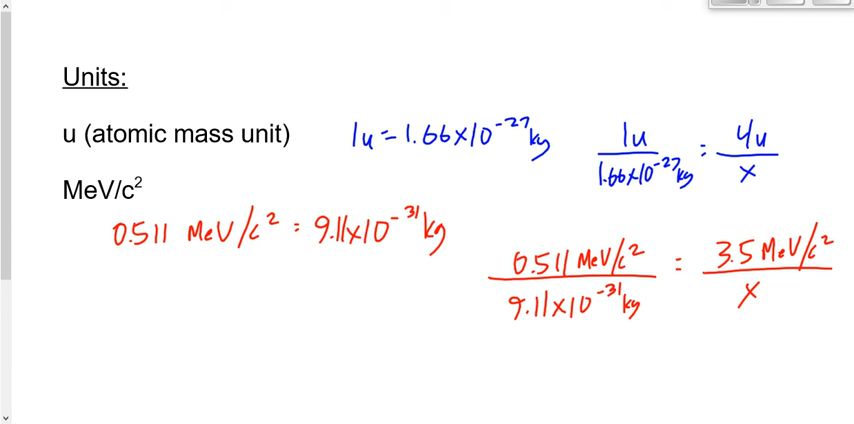 Units:
u (atomic mass unit) 1u = 1.66×10⁻²⁷ kg 1u / 1.66×10⁻²⁷ kg = 4u / x
MeV/c²
0.511 MeV/c² = 9.11×10⁻³¹ kg
0.511 MeV/c² / 9.11×10⁻³¹ kg = 3.5 MeV/c² / x